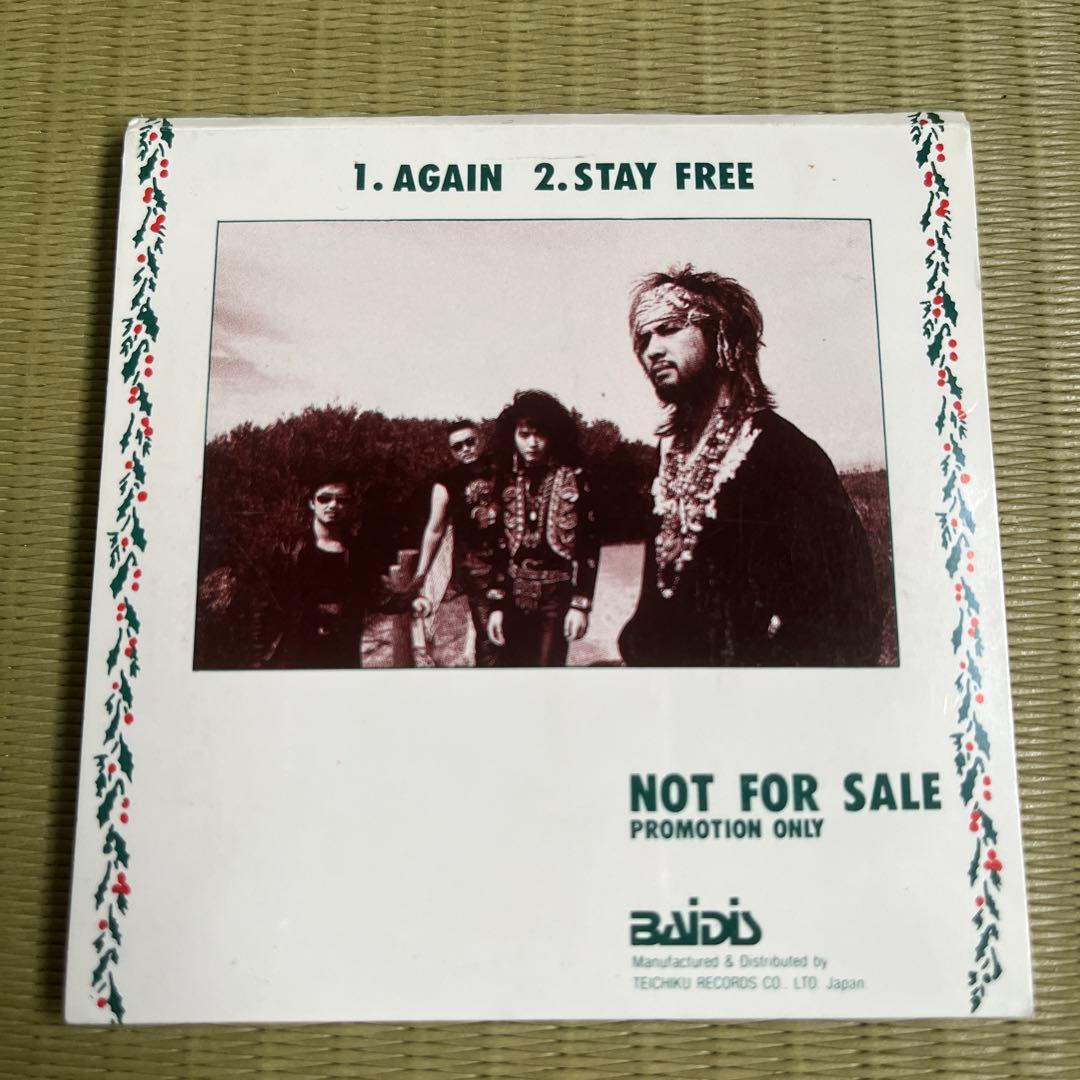 1. AGAIN 2. STAY FREE
NOT FOR SALE
PROMOTION ONLY
BAiDiS
Manufactured & Distributed by
TEICHIKU RECORDS CO., LTD. Japan